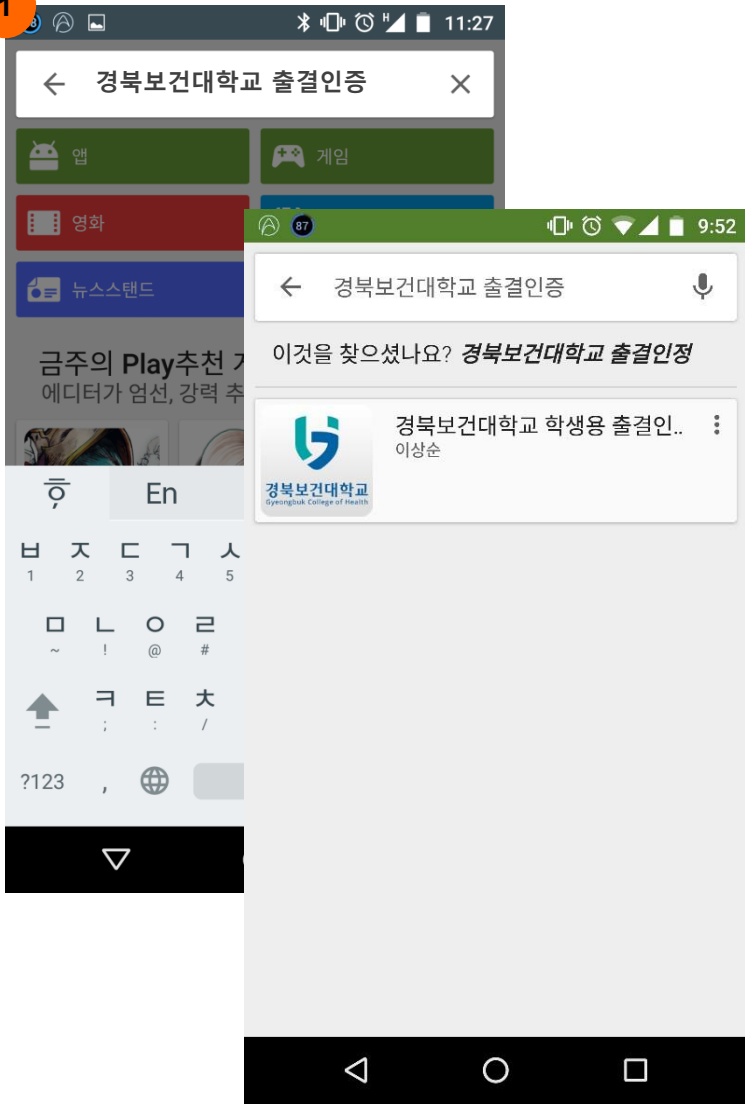 1
11:27
경북보건대학교 출결인증
앱
게임
영화
뉴스스탠드
금주의 Play추천
에디터가 엄선, 강력 추
En
ㅂ ㅈ ㄷ ㄱ ㅅ
1 2 3 4 5
ㅁ ㄴ ㅇ ㄹ
~ ! @ #
ㅋ ㅌ ㅊ
; : /
?123 ,
87
9:52
경북보건대학교 출결인증
이것을 찾으셨나요? 경북보건대학교 출결인정
경북보건대학교 학생용 출결인..
이상순
경북보건대학교
Gyeongbuk College of Health